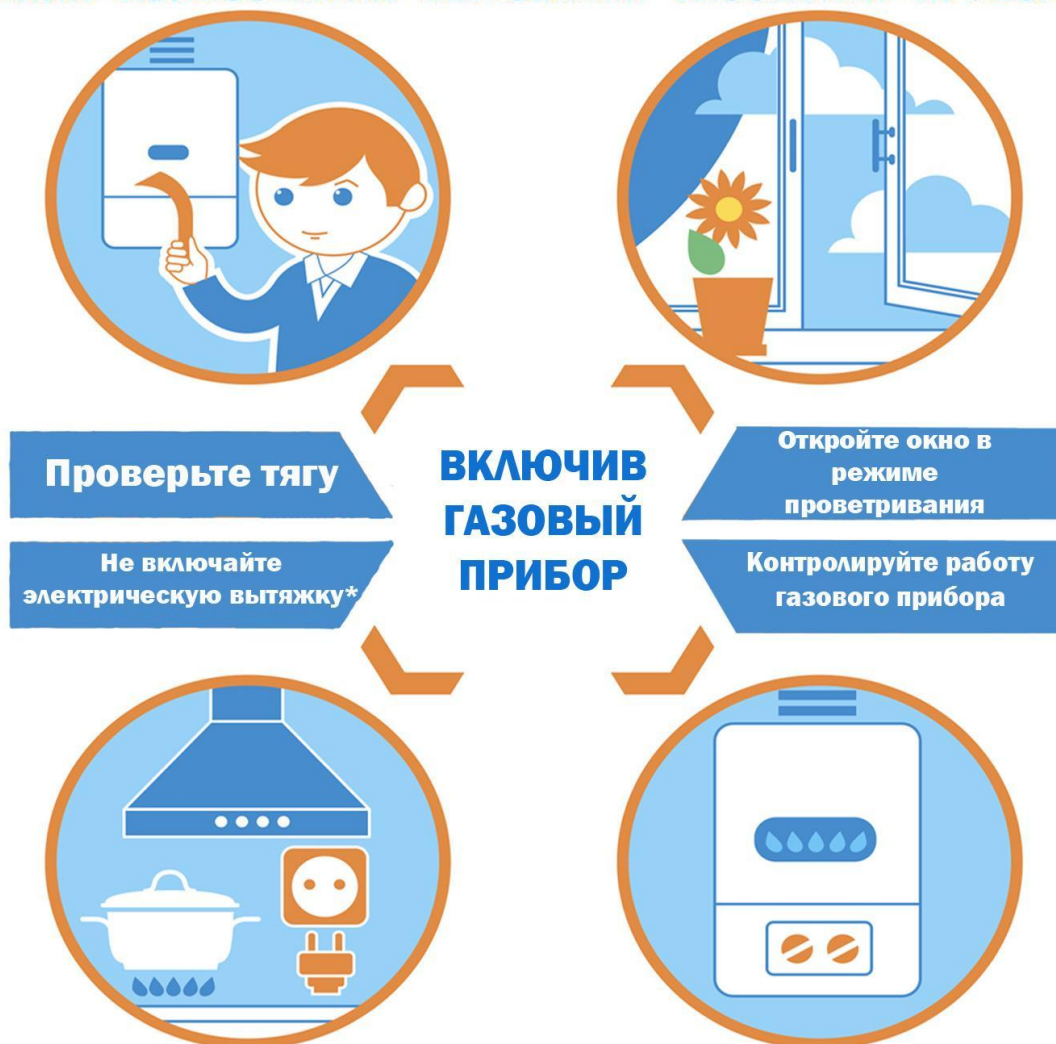 Проверьте тягу
Не включайте
электрическую вытяжку*
ВКЛЮЧИВ
ГАЗОВЫЙ
ПРИБОР
Откройте окно в
режиме
проветривания
Контролируйте работу
газового прибора